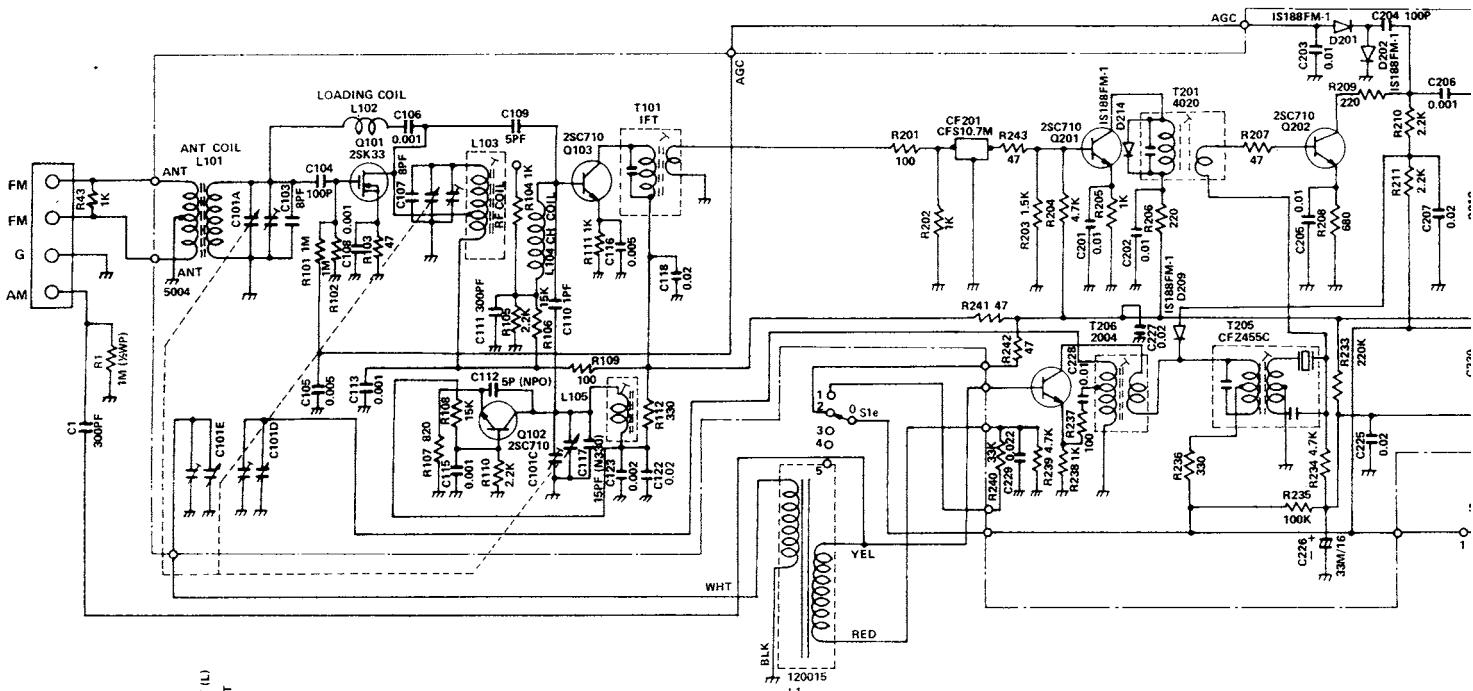 AGC
IS188FM-1
C204 100P
D201
C203
0.01
D202
IS188FM-1
AGC
R209
220
C206
0.001
R210
2.2K
LOADING COIL
L102
C106
0.001
C109
5PF
T101
IFT
Q101
2SK33
2SC710
Q103
L103
RF COIL
R104 1K
L104 CH COIL
C107
8PF
ANT COIL
L101
C104
100P
C103
8PF
C101A
FM
FM
G
AM
R43
1K
ANT
ANT
5004
R101 1M
1M
R102
C108
0.001
R103
47
R111 1K
C116
0.005
C118
0.02
C111 300PF
R105
2.2K
R106
15K
C110 1PF
R201
100
CF201
CFS10.7M
R243
47
R202
1K
R203 1.5K
R204
4.7K
2SC710
Q201
IS188FM-1
D214
T201
4020
R205
1K
C201
0.01
C202
0.01
R206
220
IS188FM-1
D209
R207
47
2SC710
Q202
C205
0.01
R208
680
R211
2.2K
C207
0.02
R1
1M (½WP)
C1
300PF
C105
0.005
C113
0.001
R109
100
C112
5P (NPO)
R108
15K
R107
820
C115
0.001
R110
2.2K
Q102
2SC710
L105
C101C
C117
15PF (N330)
C123
0.002
C122
0.02
R112
330
C101E
C101D
R241 47
R242
47
T206
2004
C227
0.02
C228
0.01
R237
100
R238 1K
R239 4.7K
C229
0.022
R240
33K
T205
CFZ455C
R233
220K
R236
330
R234 4.7K
R235
100K
C225
0.02
C226
+
33M/16
1
1
2
3
4
5
0
S1e
YEL
WHT
RED
BLK
120015
L1
(L)
T